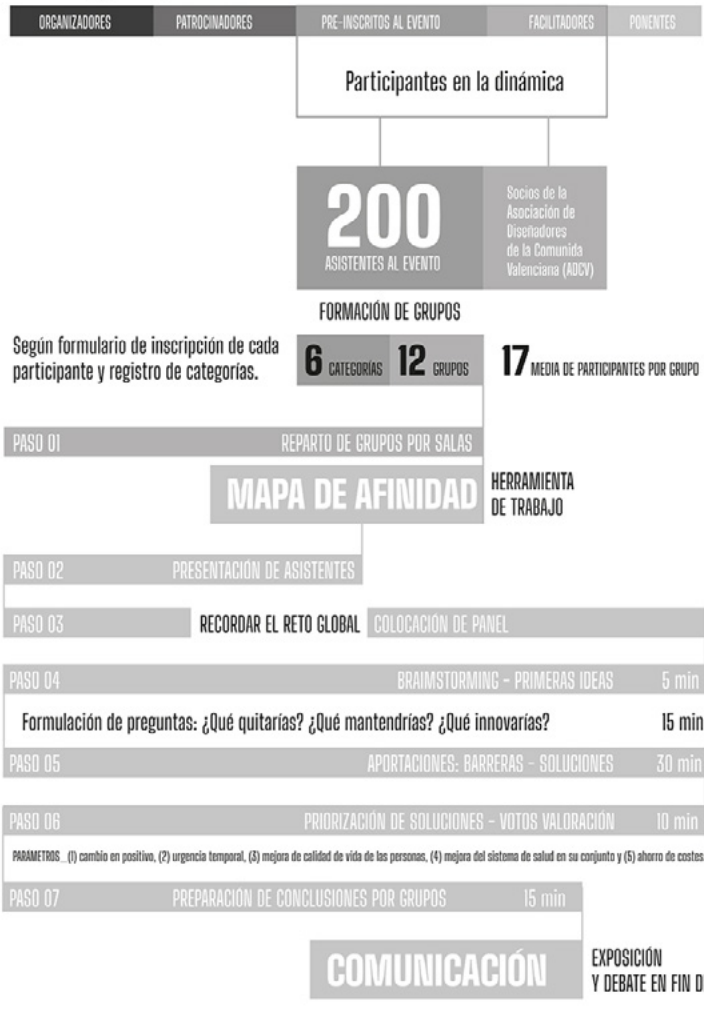 ORGANIZADORES PATROCINADORES PRE-INSCRITOS AL EVENTO FACILITADORES PONENTES
Participantes en la dinámica
200
ASISTENTES AL EVENTO
Socios de la
Asociación de
Diseñadores
de la Comunida
Valenciana (ADCV)
FORMACIÓN DE GRUPOS
Según formulario de inscripción de cada
participante y registro de categorías.
6 CATEGORÍAS 12 GRUPOS 17 MEDIA DE PARTICIPANTES POR GRUPO
PASO 01 REPARTO DE GRUPOS POR SALAS
MAPA DE AFINIDAD
HERRAMIENTA
DE TRABAJO
PASO 02 PRESENTACIÓN DE ASISTENTES
PASO 03 RECORDAR EL RETO GLOBAL COLOCACIÓN DE PANEL
PASO 04 BRAIMSTORMING - PRIMERAS IDEAS 5 min
Formulación de preguntas: ¿Qué quitarías? ¿Qué mantendrías? ¿Qué innovarías? 15 min
PASO 05 APORTACIONES: BARRERAS - SOLUCIONES 30 min
PASO 06 PRIORIZACIÓN DE SOLUCIONES - VOTOS VALORACIÓN 10 min
PARAMETROS_(1) cambio en positivo, (2) urgencia temporal, (3) mejora de calidad de vida de las personas, (4) mejora del sistema de salud en su conjunto y (5) ahorro de costes
PASO 07 PREPARACIÓN DE CONCLUSIONES POR GRUPOS 15 min
COMUNICACIÓN
EXPOSICIÓN
Y DEBATE EN FIN